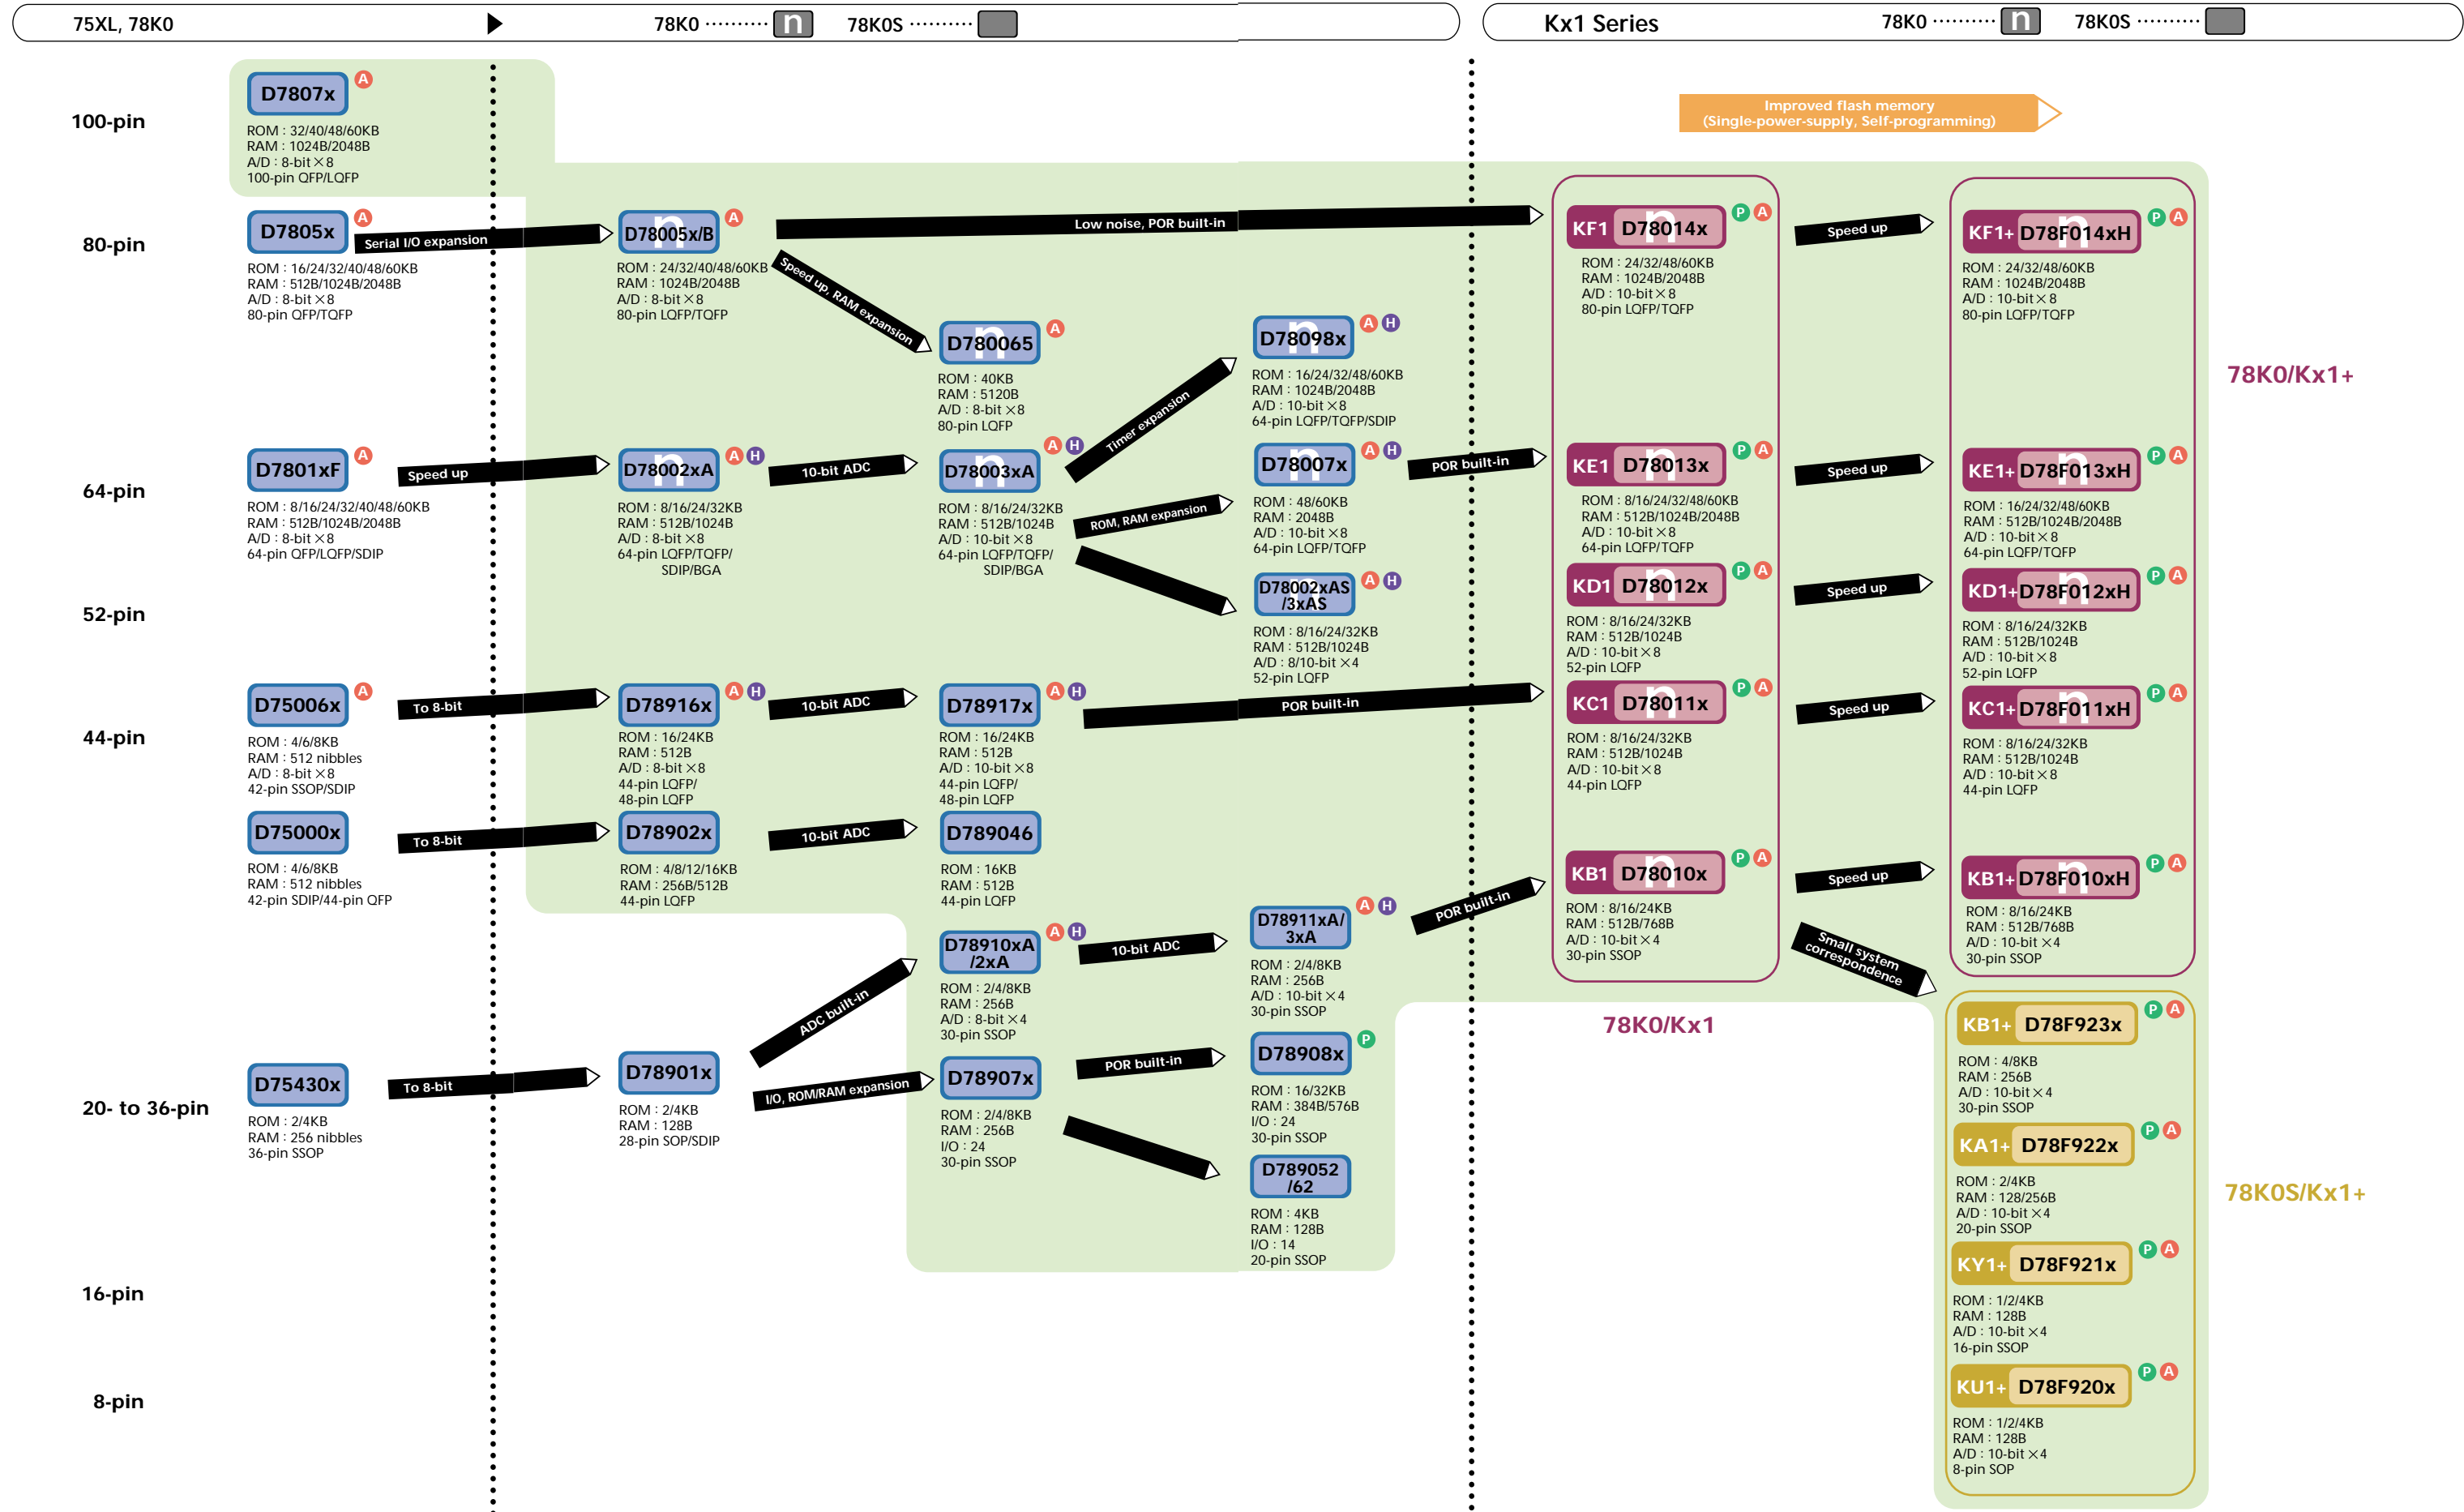 75XL, 78K0
78K0 ·········· n
78K0S ··········
Kx1 Series
78K0 ·········· n
78K0S ··········
100-pin
D7807x A
ROM : 32/40/48/60KB
RAM : 1024B/2048B
A/D : 8-bit×8
100-pin QFP/LQFP
Improved flash memory
(Single-power-supply, Self-programming)
80-pin
D7805x A
ROM : 16/24/32/40/48/60KB
RAM : 512B/1024B/2048B
A/D : 8-bit×8
80-pin QFP/TQFP
Serial I/O expansion
n
D78005x/B A
ROM : 24/32/40/48/60KB
RAM : 1024B/2048B
A/D : 8-bit×8
80-pin LQFP/TQFP
Low noise, POR built-in
Speed up, RAM expansion
n
D780065 A
ROM : 40KB
RAM : 5120B
A/D : 8-bit×8
80-pin LQFP
n
D78098x A H
ROM : 16/24/32/48/60KB
RAM : 1024B/2048B
A/D : 10-bit×8
64-pin LQFP/TQFP/SDIP
n
KF1 D78014x P A
ROM : 24/32/48/60KB
RAM : 1024B/2048B
A/D : 10-bit×8
80-pin LQFP/TQFP
Speed up
n
KF1+ D78F014xH P A
ROM : 24/32/48/60KB
RAM : 1024B/2048B
A/D : 10-bit×8
80-pin LQFP/TQFP
78K0/Kx1+
64-pin
D7801xF A
ROM : 8/16/24/32/40/48/60KB
RAM : 512B/1024B/2048B
A/D : 8-bit×8
64-pin QFP/LQFP/SDIP
Speed up
n
D78002xA A H
ROM : 8/16/24/32KB
RAM : 512B/1024B
A/D : 8-bit×8
64-pin LQFP/TQFP/
SDIP/BGA
10-bit ADC
n
D78003xA A H
ROM : 8/16/24/32KB
RAM : 512B/1024B
A/D : 10-bit×8
64-pin LQFP/TQFP/
SDIP/BGA
Timer expansion
ROM, RAM expansion
n
D78007x A H
ROM : 48/60KB
RAM : 2048B
A/D : 10-bit×8
64-pin LQFP/TQFP
POR built-in
n
KE1 D78013x P A
ROM : 8/16/24/32/48/60KB
RAM : 512B/1024B/2048B
A/D : 10-bit×8
64-pin LQFP/TQFP
Speed up
n
KE1+ D78F013xH P A
ROM : 16/24/32/48/60KB
RAM : 512B/1024B/2048B
A/D : 10-bit×8
64-pin LQFP/TQFP
52-pin
n
D78002xAS A H
/3xAS
ROM : 8/16/24/32KB
RAM : 512B/1024B
A/D : 8/10-bit×4
52-pin LQFP
n
KD1 D78012x P A
ROM : 8/16/24/32KB
RAM : 512B/1024B
A/D : 10-bit×8
52-pin LQFP
Speed up
n
KD1+ D78F012xH P A
ROM : 8/16/24/32KB
RAM : 512B/1024B
A/D : 10-bit×8
52-pin LQFP
44-pin
D75006x A
ROM : 4/6/8KB
RAM : 512 nibbles
A/D : 8-bit×8
42-pin SSOP/SDIP
To 8-bit
D78916x A H
ROM : 16/24KB
RAM : 512B
A/D : 8-bit×8
44-pin LQFP/
48-pin LQFP
10-bit ADC
D78917x A H
ROM : 16/24KB
RAM : 512B
A/D : 10-bit×8
44-pin LQFP/
48-pin LQFP
POR built-in
n
KC1 D78011x P A
ROM : 8/16/24/32KB
RAM : 512B/1024B
A/D : 10-bit×8
44-pin LQFP
Speed up
n
KC1+ D78F011xH P A
ROM : 8/16/24/32KB
RAM : 512B/1024B
A/D : 10-bit×8
44-pin LQFP
D75000x
ROM : 4/6/8KB
RAM : 512 nibbles
42-pin SDIP/44-pin QFP
To 8-bit
D78902x
ROM : 4/8/12/16KB
RAM : 256B/512B
44-pin LQFP
10-bit ADC
D789046
ROM : 16KB
RAM : 512B
44-pin LQFP
n
KB1 D78010x P A
ROM : 8/16/24KB
RAM : 512B/768B
A/D : 10-bit×4
30-pin SSOP
Speed up
n
KB1+ D78F010xH P A
ROM : 8/16/24KB
RAM : 512B/768B
A/D : 10-bit×4
30-pin SSOP
Small system
correspondence
78K0/Kx1
20- to 36-pin
D75430x
ROM : 2/4KB
RAM : 256 nibbles
36-pin SSOP
To 8-bit
D78901x
ROM : 2/4KB
RAM : 128B
28-pin SOP/SDIP
ADC built-in
I/O, ROM/RAM expansion
D78910xA A H
/2xA
ROM : 2/4/8KB
RAM : 256B
A/D : 8-bit×4
30-pin SSOP
10-bit ADC
D78911xA/ A H
3xA
ROM : 2/4/8KB
RAM : 256B
A/D : 10-bit×4
30-pin SSOP
POR built-in
D78907x
ROM : 2/4/8KB
RAM : 256B
I/O : 24
30-pin SSOP
POR built-in
D78908x P
ROM : 16/32KB
RAM : 384B/576B
I/O : 24
30-pin SSOP
D789052
/62
ROM : 4KB
RAM : 128B
I/O : 14
20-pin SSOP
KB1+ D78F923x P A
ROM : 4/8KB
RAM : 256B
A/D : 10-bit×4
30-pin SSOP
KA1+ D78F922x P A
ROM : 2/4KB
RAM : 128/256B
A/D : 10-bit×4
20-pin SSOP
78K0S/Kx1+
16-pin
KY1+ D78F921x P A
ROM : 1/2/4KB
RAM : 128B
A/D : 10-bit×4
16-pin SSOP
8-pin
KU1+ D78F920x P A
ROM : 1/2/4KB
RAM : 128B
A/D : 10-bit×4
8-pin SOP